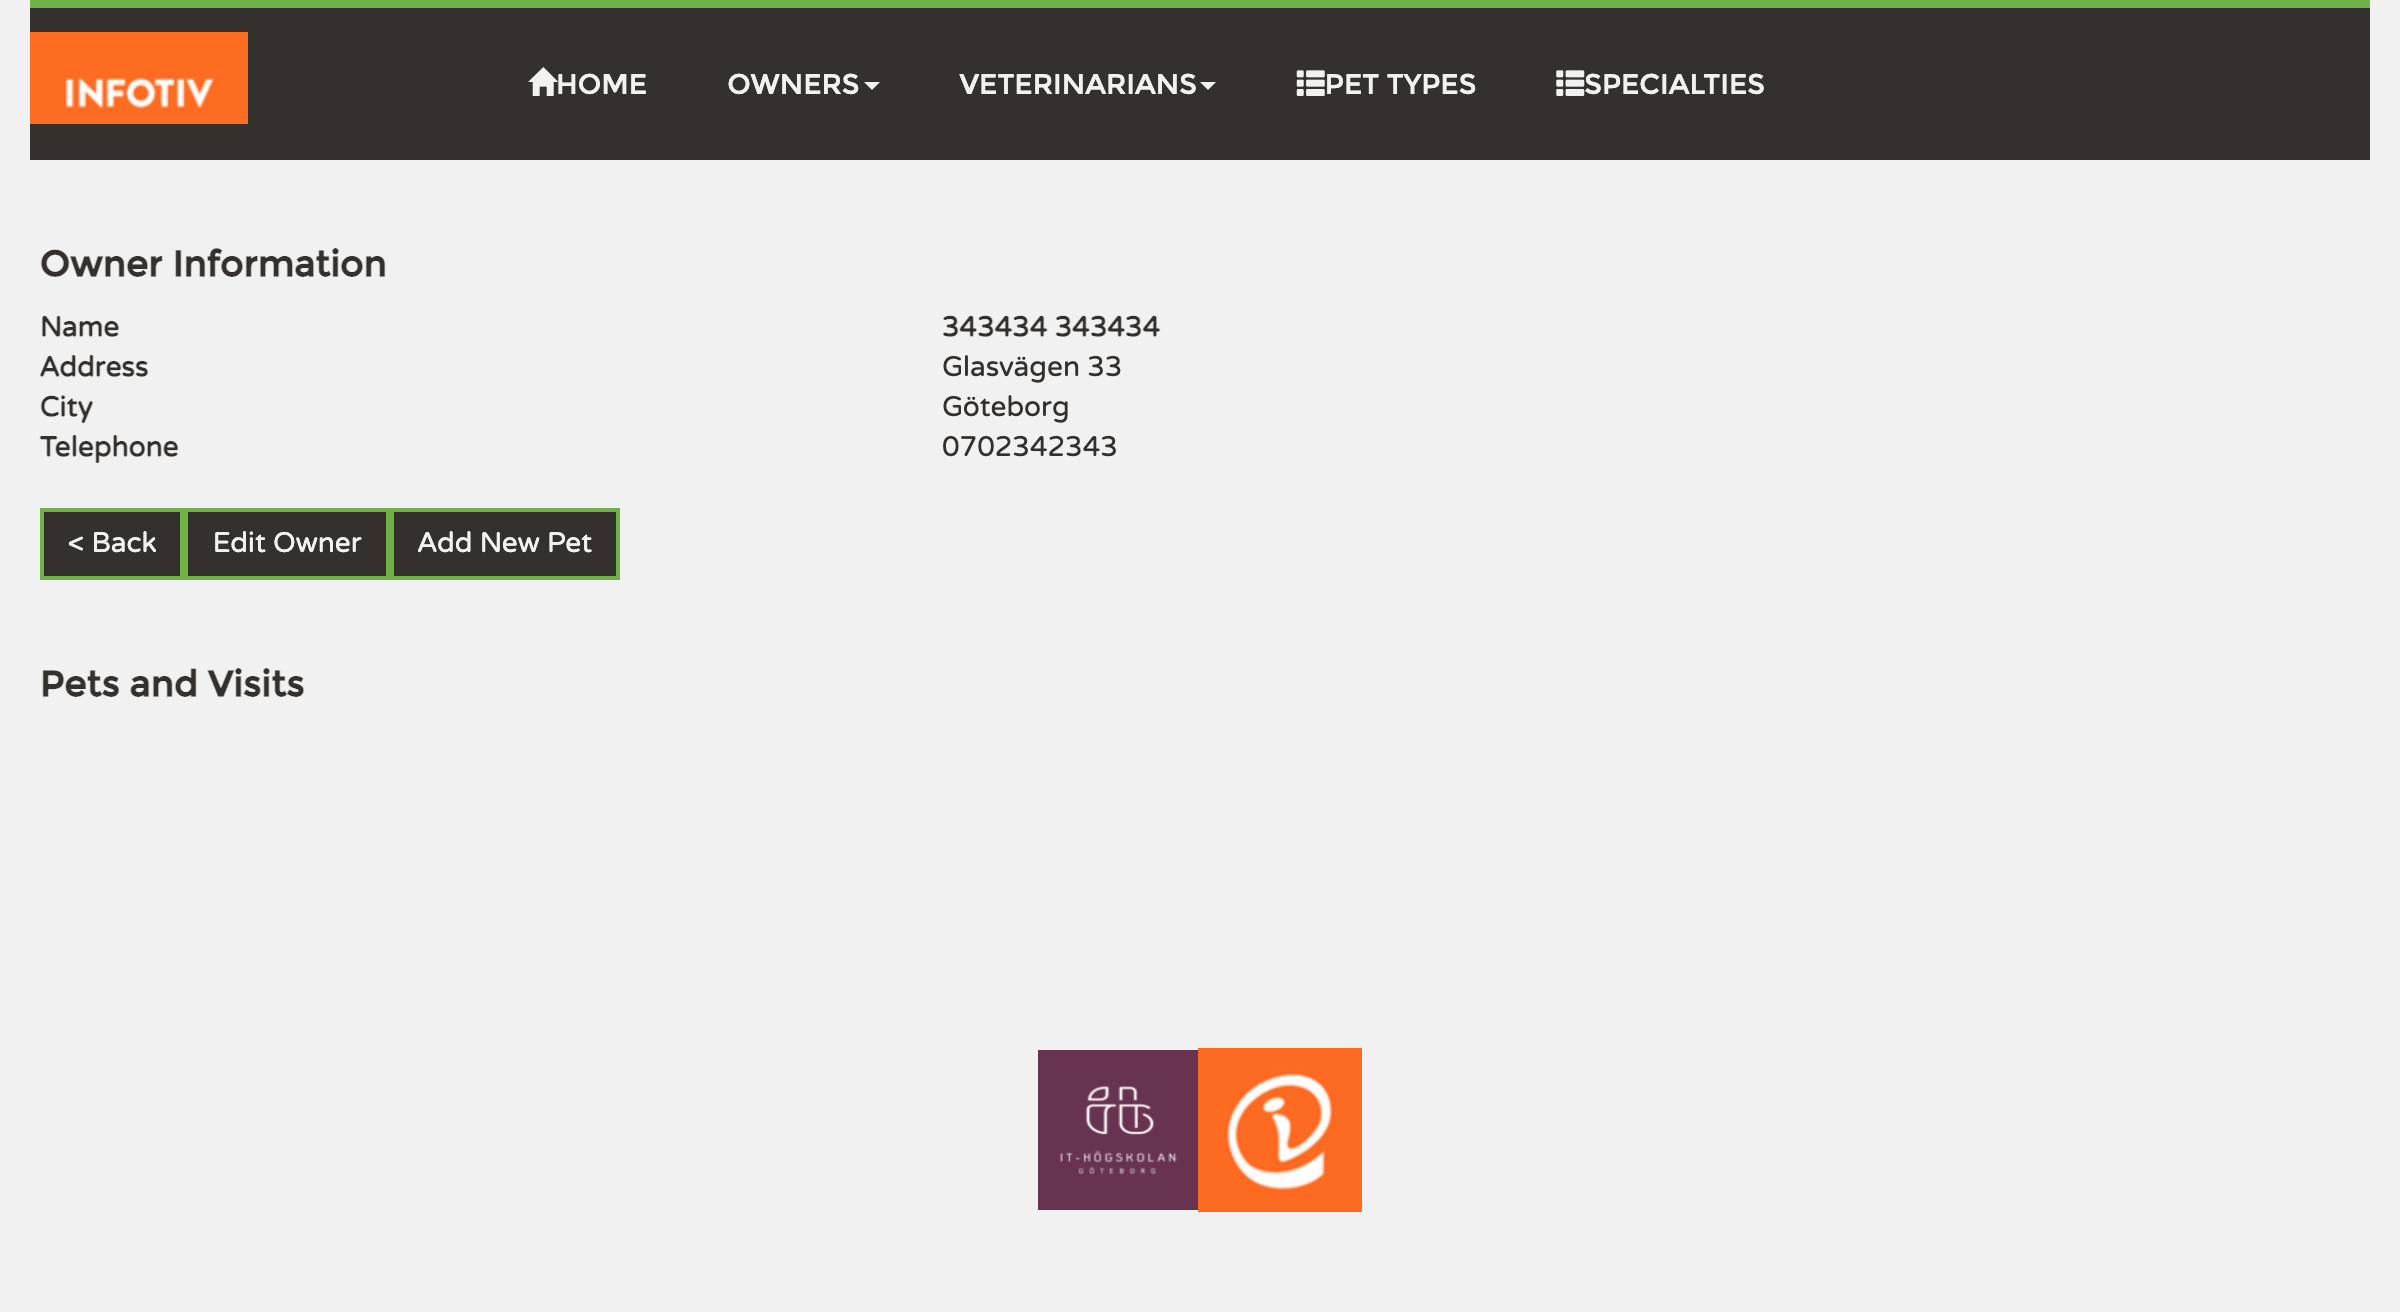 INFOTIV
HOME OWNERS VETERINARIANS PET TYPES SPECIALTIES
Owner Information
Name 343434 343434
Address Glasvägen 33
City Göteborg
Telephone 0702342343
< Back Edit Owner Add New Pet
Pets and Visits
IT-HÖGSKOLAN
GÖTEBORG